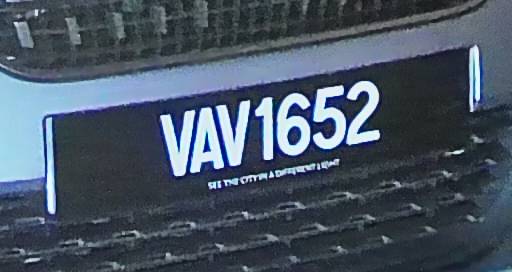 VAV1652
SEE THE CITY IN A DIFFERENT LIGHT